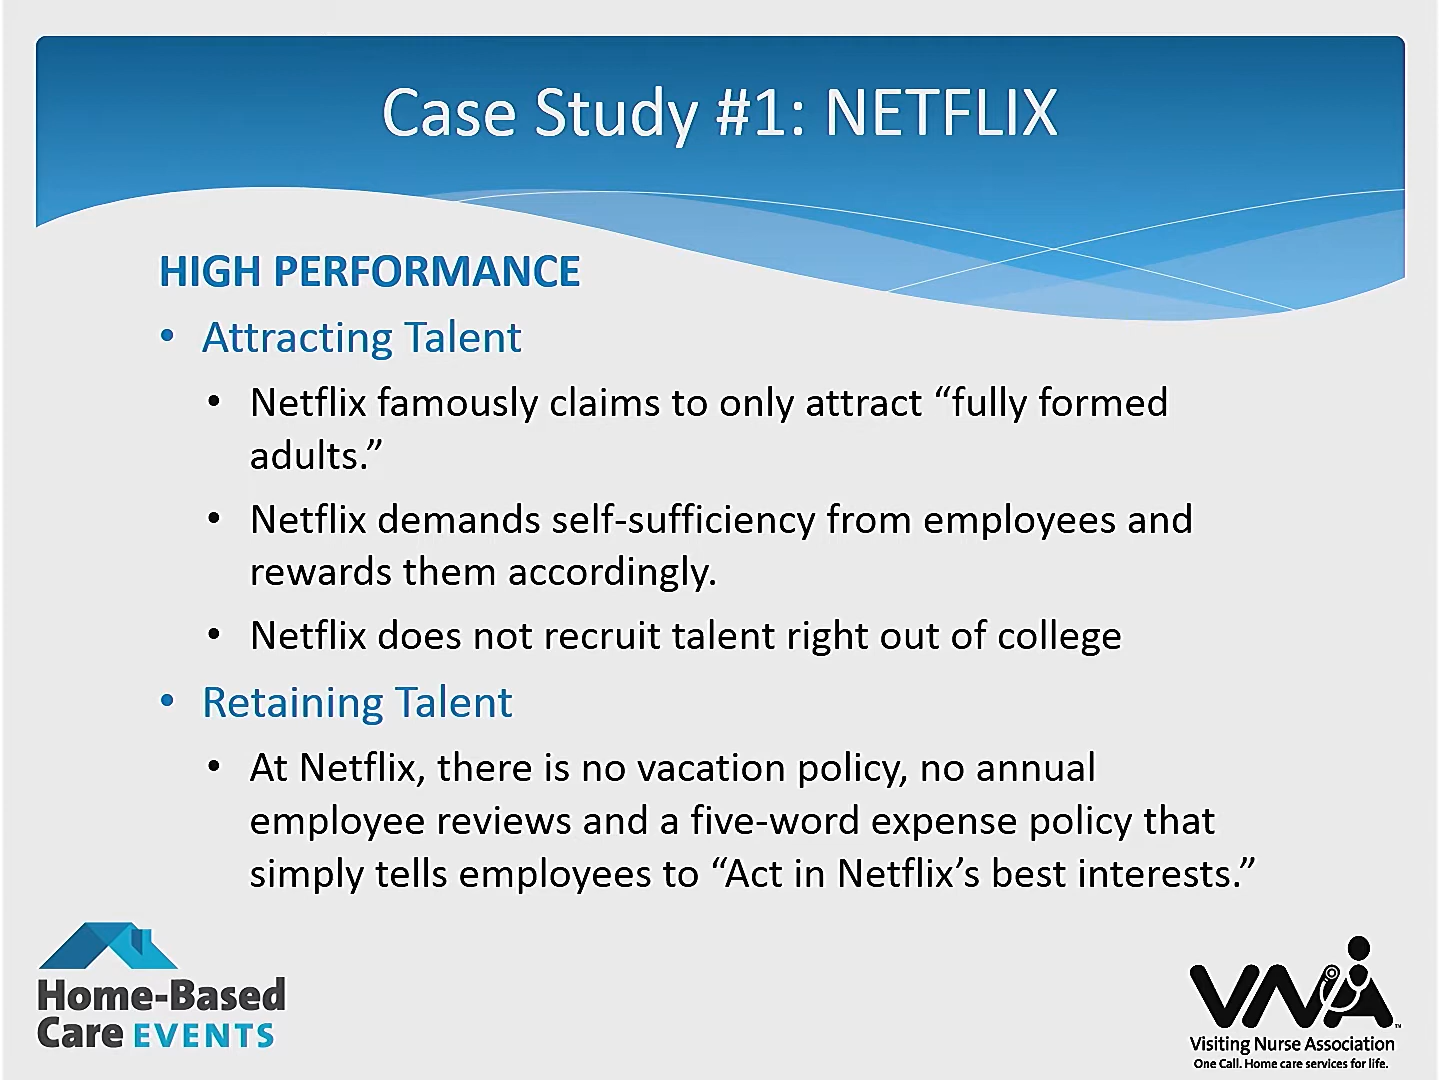 Case Study #1: NETFLIX
HIGH PERFORMANCE
• Attracting Talent
• Netflix famously claims to only attract “fully formed
adults.”
• Netflix demands self-sufficiency from employees and
rewards them accordingly.
• Netflix does not recruit talent right out of college
• Retaining Talent
• At Netflix, there is no vacation policy, no annual
employee reviews and a five-word expense policy that
simply tells employees to “Act in Netflix’s best interests.”
Home-Based
Care EVENTS
VNA™
Visiting Nurse Association
One Call. Home care services for life.